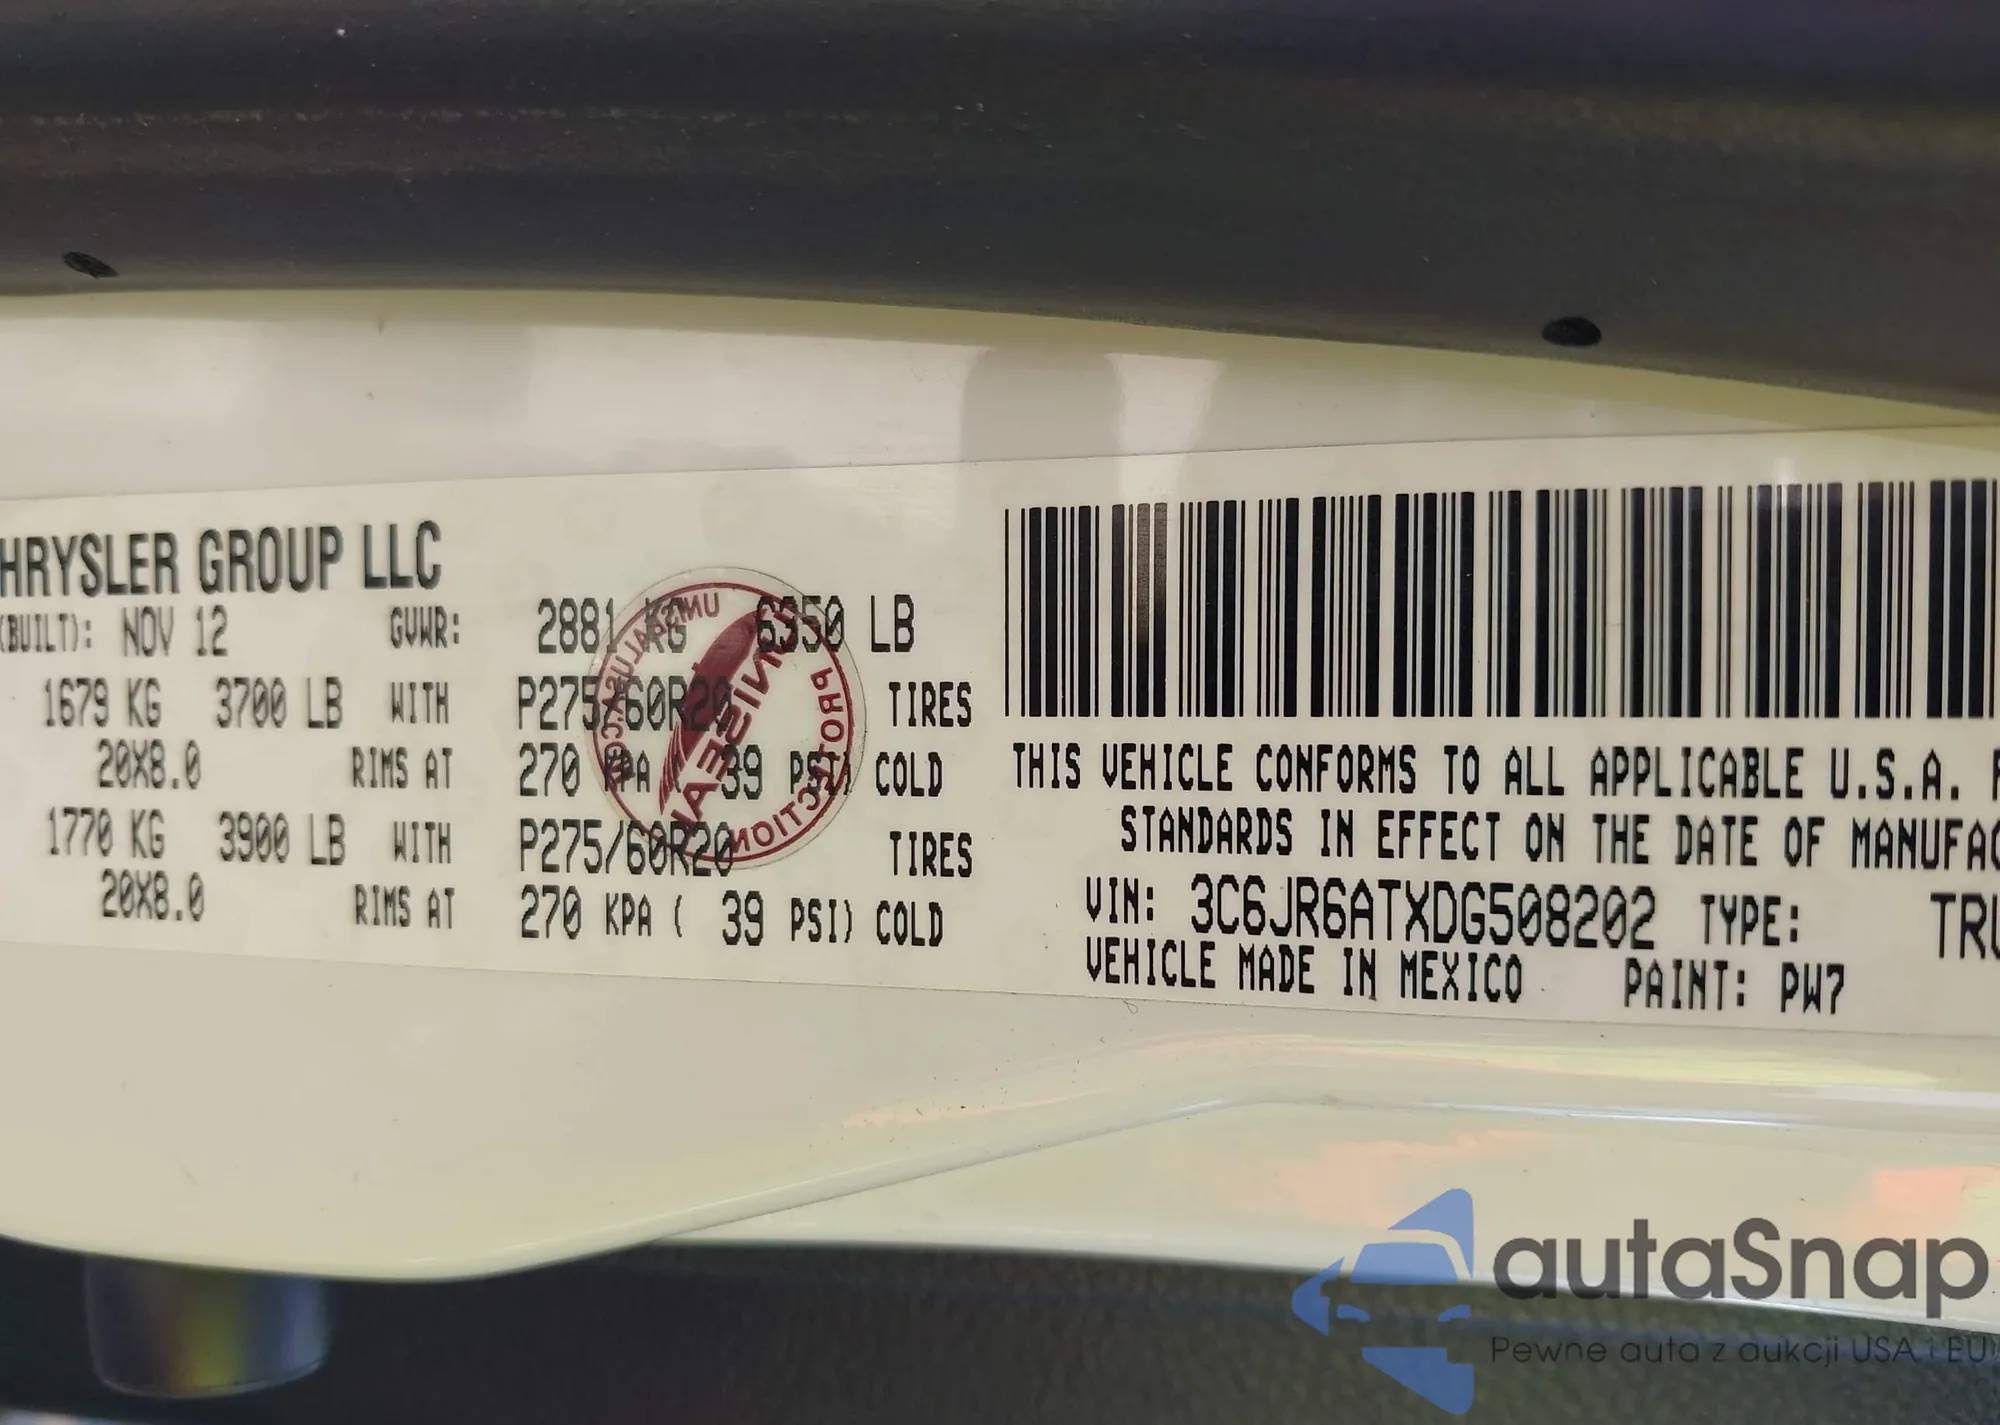 HRYSLER GROUP LLC
(BUILT): NOV 12 GVWR: 2881 KG 6350 LB
1679 KG 3700 LB WITH P275/60R20 TIRES
20X8.0 RIMS AT 270 KPA ( 39 PSI) COLD
1770 KG 3900 LB WITH P275/60R20 TIRES
20X8.0 RIMS AT 270 KPA ( 39 PSI) COLD
UNISEAL
PROTECTION
THIS VEHICLE CONFORMS TO ALL APPLICABLE U.S.A. F
STANDARDS IN EFFECT ON THE DATE OF MANUFAC
VIN: 3C6JR6ATXDG508202 TYPE: TRU
VEHICLE MADE IN MEXICO PAINT: PW7
autaSnap
Pewne auta z aukcji USA i EU